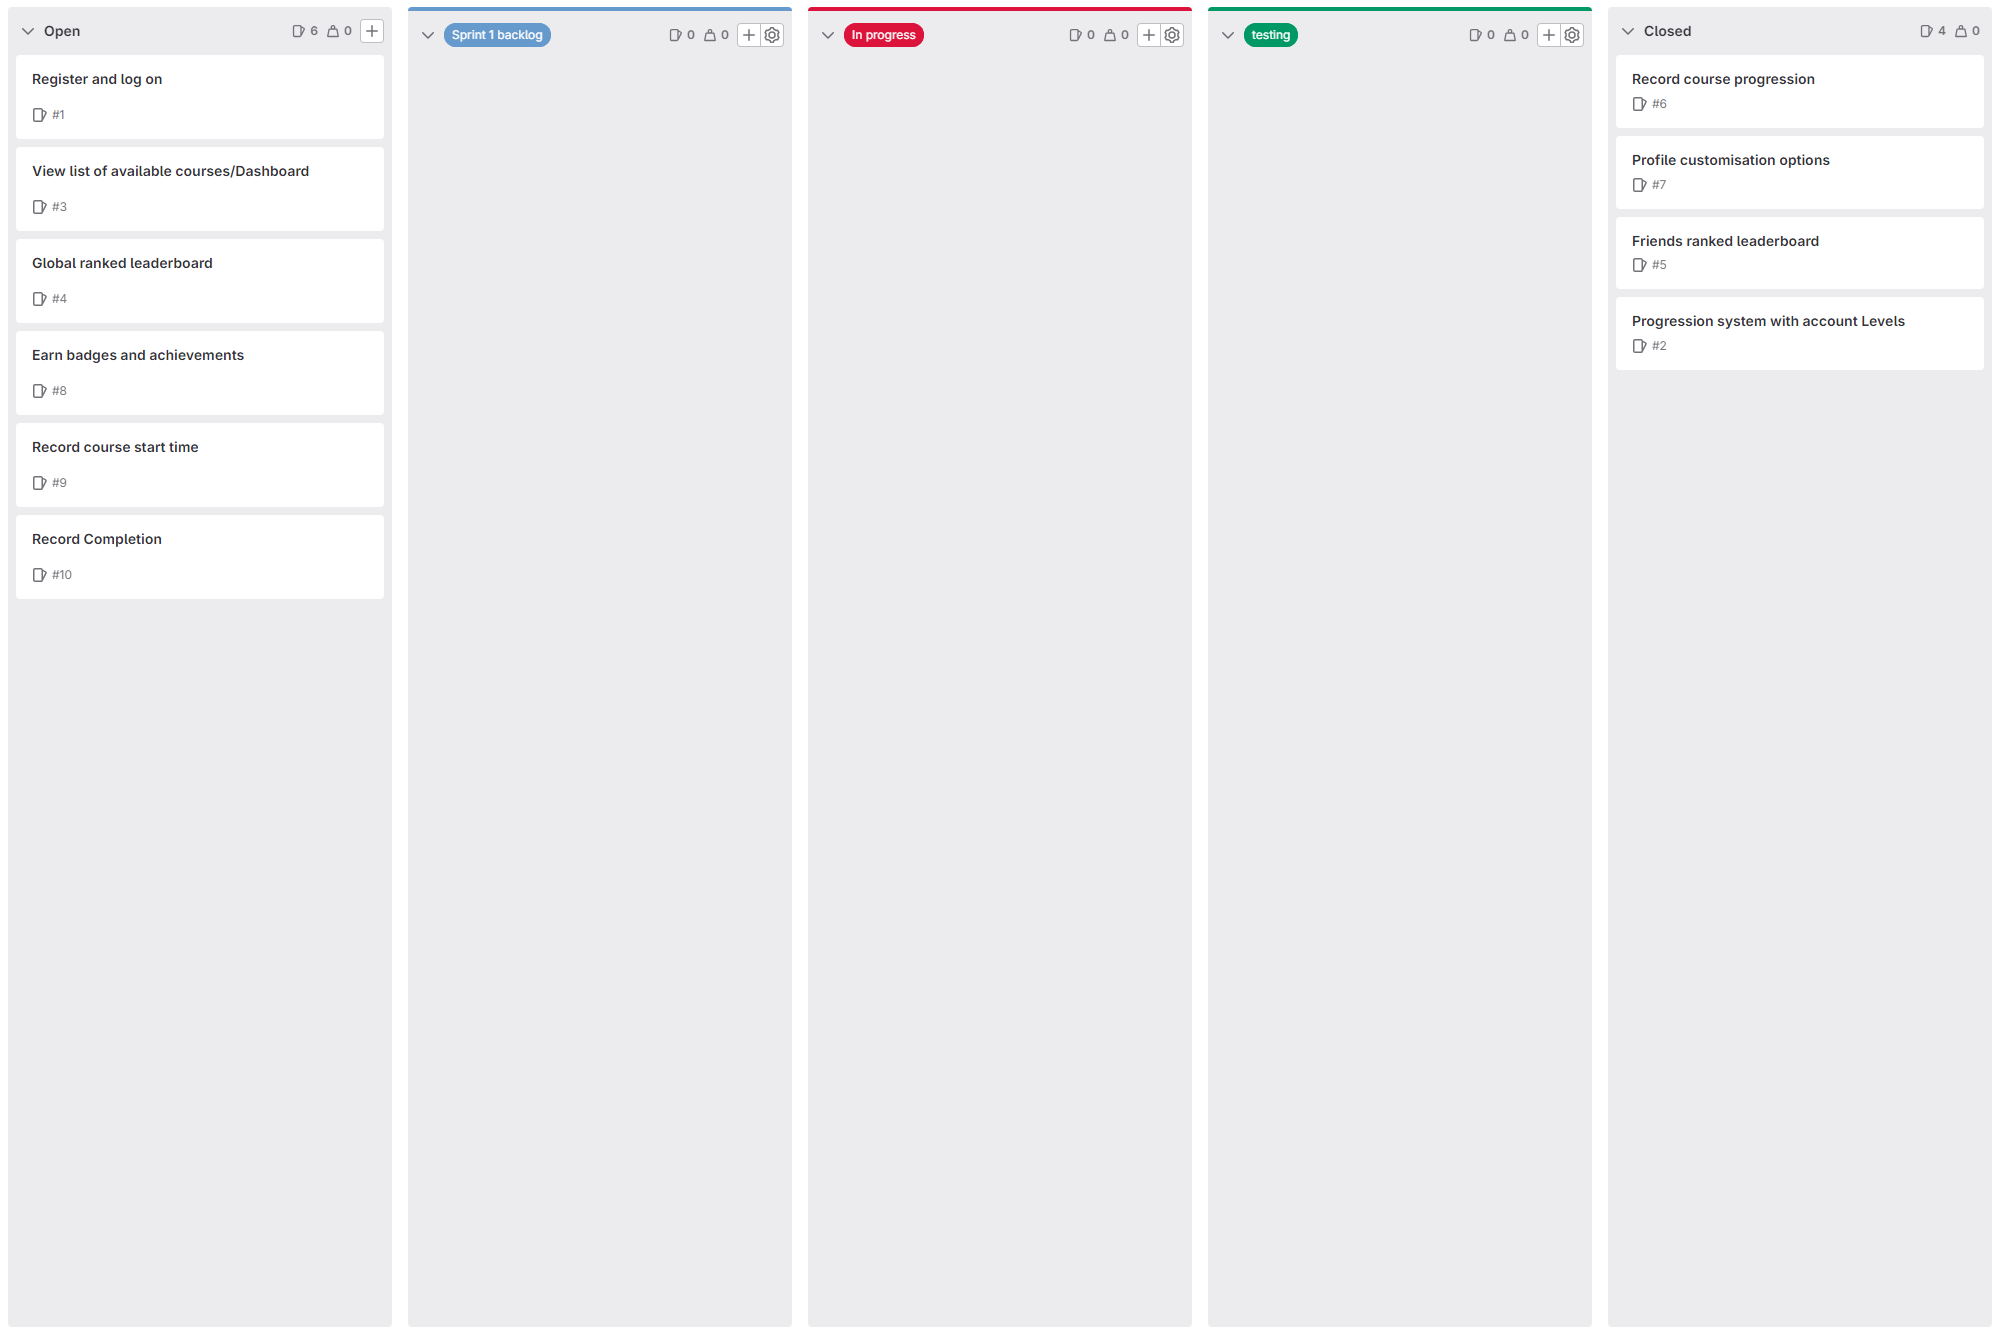 Open 6 0
Register and log on
#1
View list of available courses/Dashboard
#3
Global ranked leaderboard
#4
Earn badges and achievements
#8
Record course start time
#9
Record Completion
#10
Sprint 1 backlog 0 0
In progress 0 0
testing 0 0
Closed 4 0
Record course progression
#6
Profile customisation options
#7
Friends ranked leaderboard
#5
Progression system with account Levels
#2